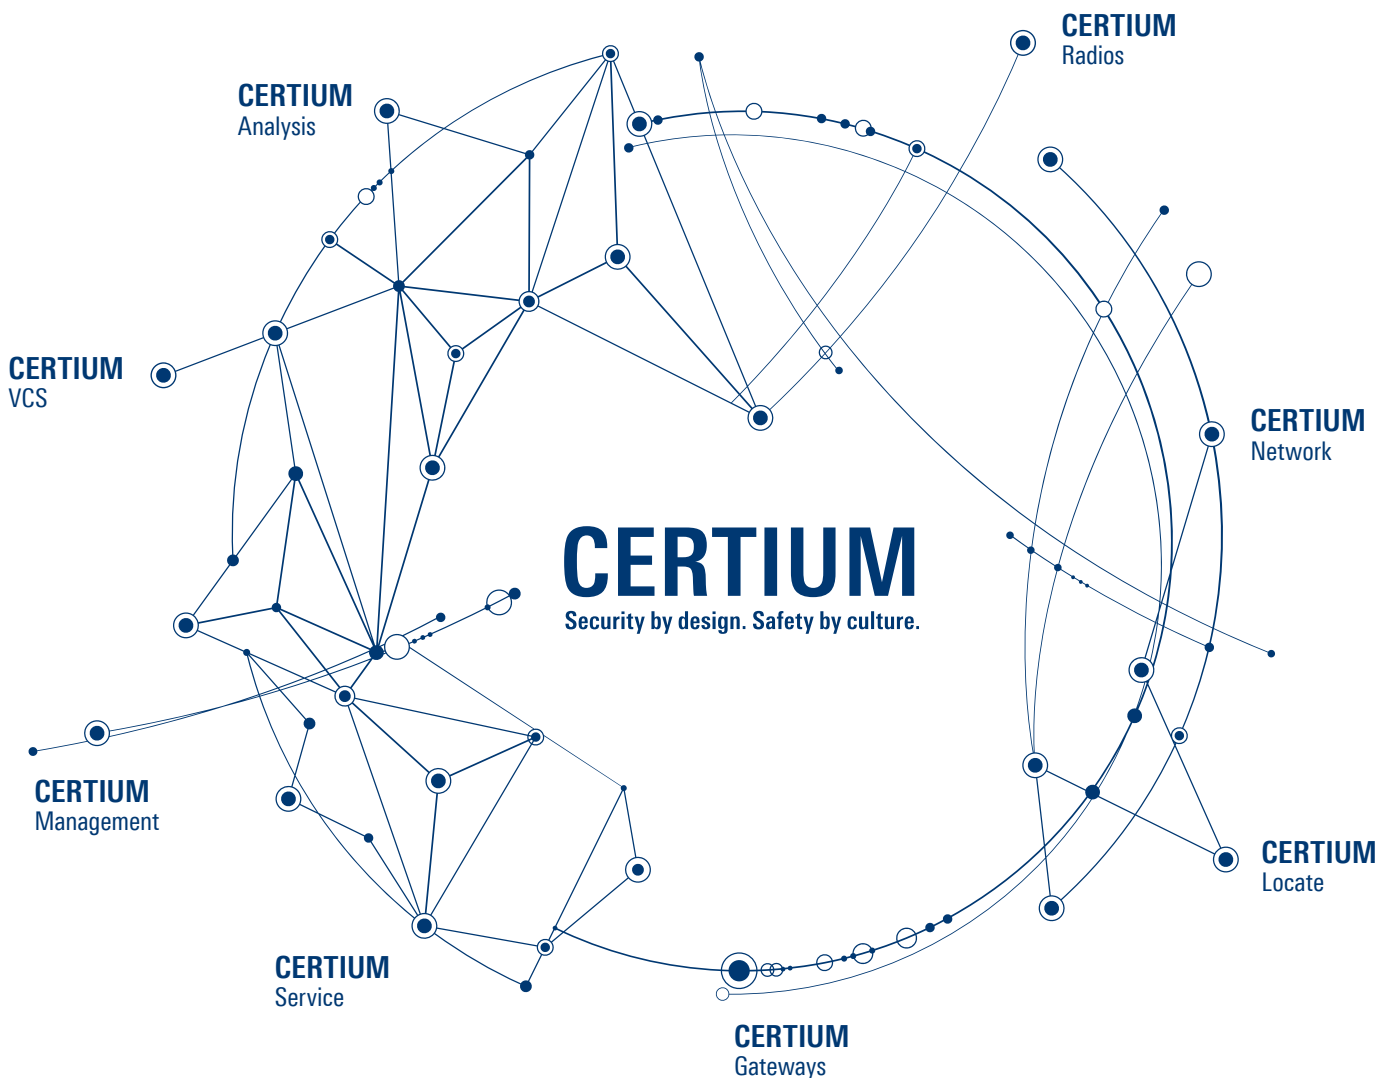 CERTIUM
Radios
CERTIUM
Analysis
CERTIUM
VCS
CERTIUM
Network
CERTIUM
Security by design. Safety by culture.
CERTIUM
Management
CERTIUM
Locate
CERTIUM
Service
CERTIUM
Gateways